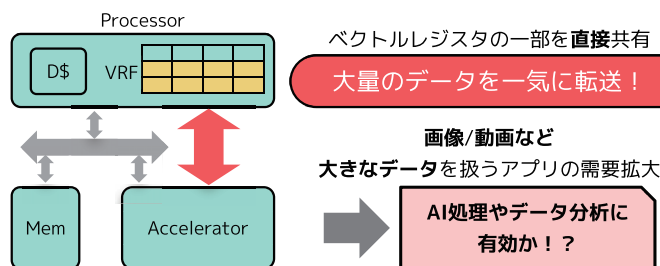 Processor
D$
VRF
Mem
Accelerator
ベクトルレジスタの一部を直接共有
大量のデータを一気に転送！
画像/動画など
大きなデータを扱うアプリの需要拡大
AI処理やデータ分析に
有効か！？